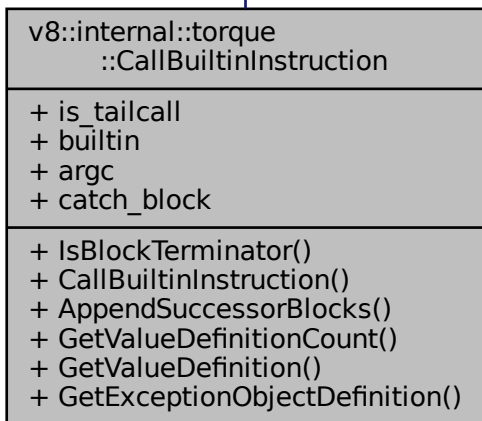 v8::internal::torque
::CallBuiltinInstruction
+ is_tailcall
+ builtin
+ argc
+ catch_block
+ IsBlockTerminator()
+ CallBuiltinInstruction()
+ AppendSuccessorBlocks()
+ GetValueDefinitionCount()
+ GetValueDefinition()
+ GetExceptionObjectDefinition()